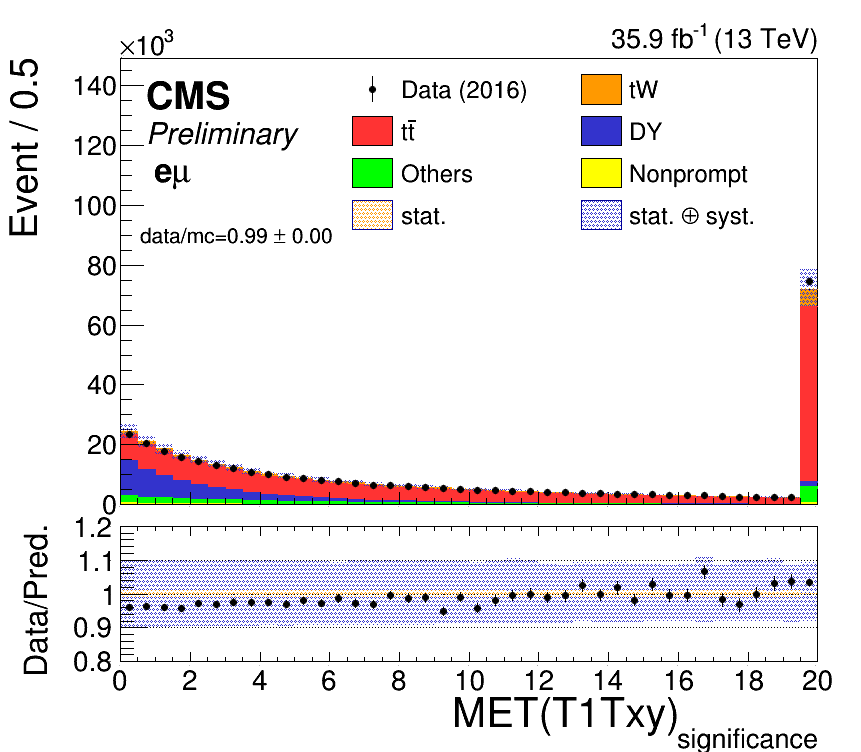 ×10³
35.9 fb⁻¹ (13 TeV)
Event / 0.5
140
120
100
80
60
40
20
0
CMS
Preliminary
eμ
data/mc=0.99 ± 0.00
Data (2016)
tW
tt̄
DY
Others
Nonprompt
stat.
stat. ⊕ syst.
Data/Pred.
1.2
1.1
1
0.9
0.8
0 2 4 6 8 10 12 14 16 18 20
MET(T1Txy)significance